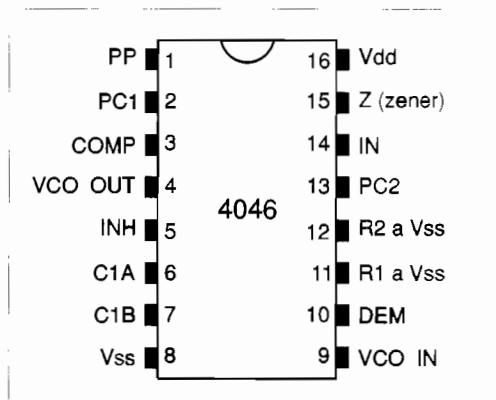 PP 1 16 Vdd
PC1 2 15 Z (zener)
COMP 3 14 IN
VCO OUT 4 13 PC2
4046
INH 5 12 R2 a Vss
C1A 6 11 R1 a Vss
C1B 7 10 DEM
Vss 8 9 VCO IN